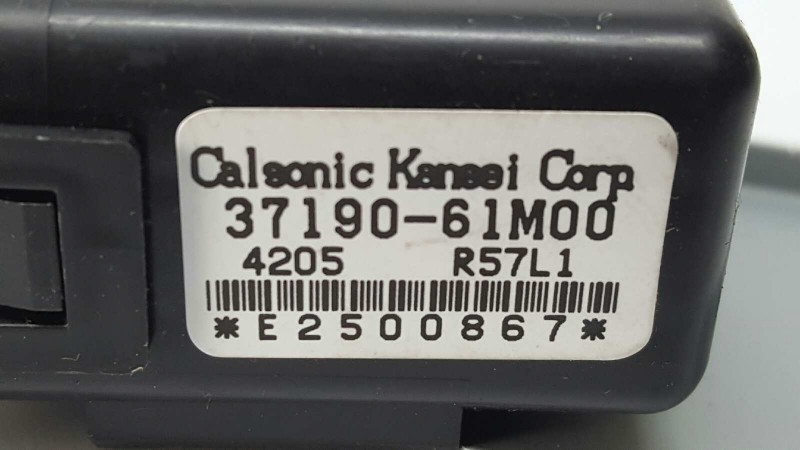 Calsonic Kansei Corp.
37190-61M00
4205 R57L1
*E2500867*